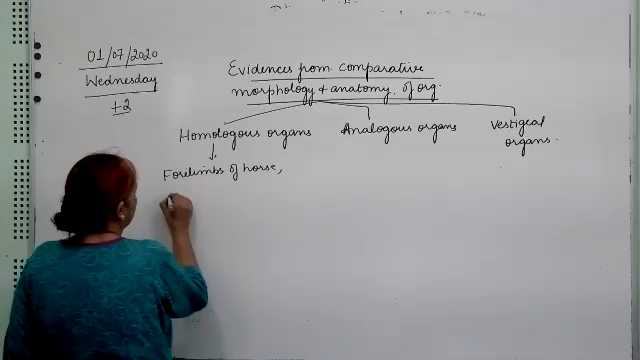 01/07/2020
Wednesday
+2
Evidences from comparative
morphology & anatomy of org.
Homologous organs
Analogous organs
Vestigeal
organs.
Forelimbs of horse,